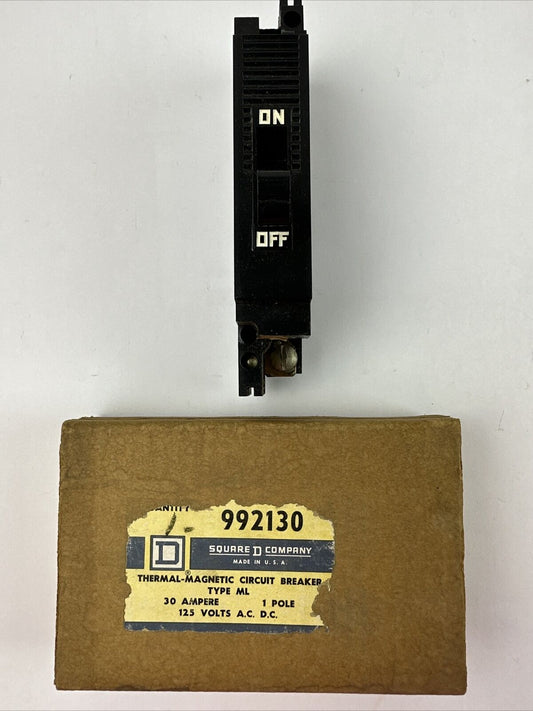 ON
OFF
992130
D
SQUARE D COMPANY
MADE IN U.S.A.
THERMAL-MAGNETIC CIRCUIT BREAKER
TYPE ML
30 AMPERE 1 POLE
125 VOLTS A.C. D.C.